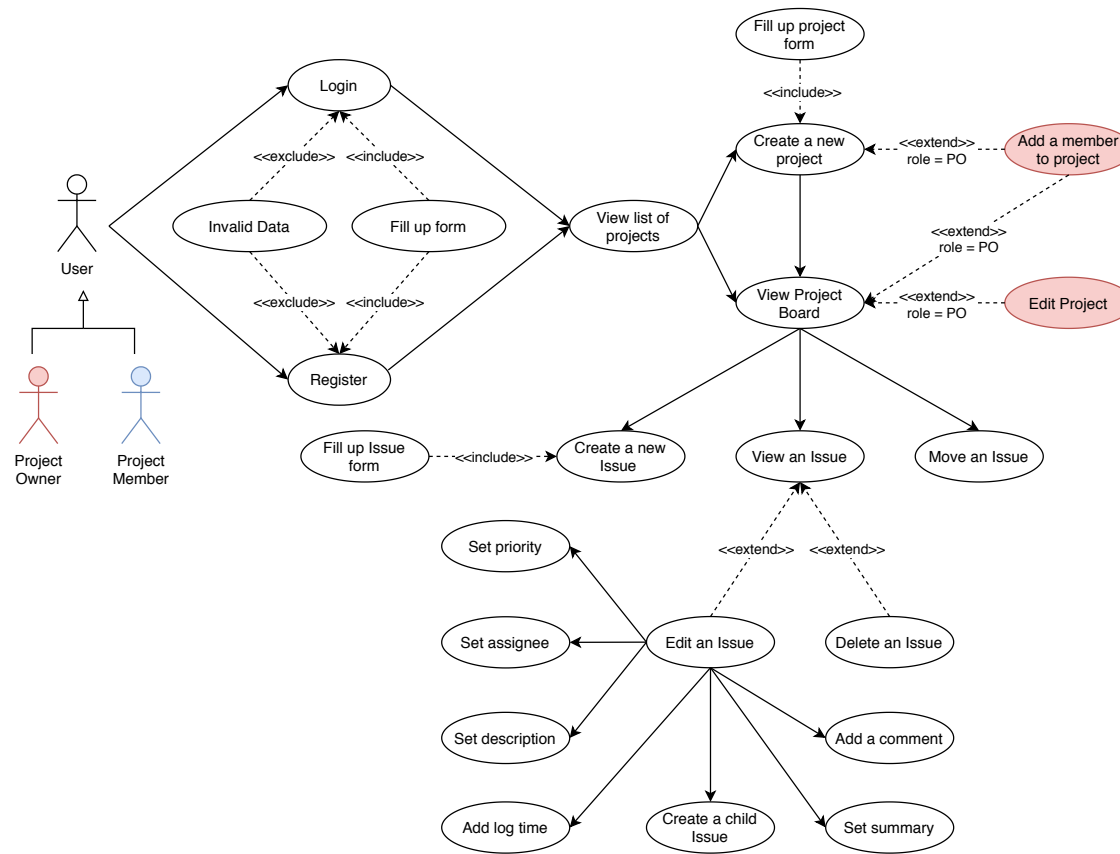 Fill up project
form
<<include>>
Login
Create a new
project
<<extend>>
role = PO
Add a member
to project
<<exclude>>
<<include>>
User
Invalid Data
Fill up form
View list of
projects
<<extend>>
role = PO
<<exclude>>
<<include>>
View Project
Board
<<extend>>
role = PO
Edit Project
Register
Project
Owner
Project
Member
Fill up Issue
form
<<include>>
Create a new
Issue
View an Issue
Move an Issue
Set priority
<<extend>>
<<extend>>
Set assignee
Edit an Issue
Delete an Issue
Set description
Add a comment
Add log time
Create a child
Issue
Set summary